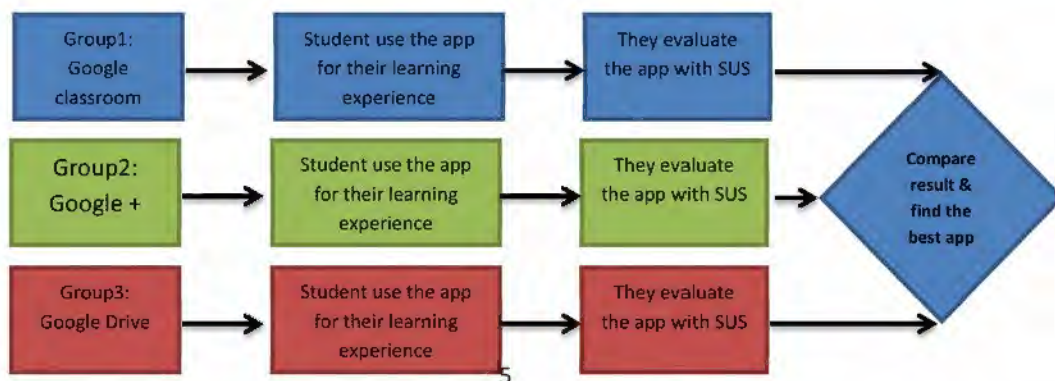 Group1:
Google
classroom
Student use the app
for their learning
experience
They evaluate
the app with SUS
Group2:
Google +
Student use the app
for their learning
experience
They evaluate
the app with SUS
Compare
result &
find the
best app
Group3:
Google Drive
Student use the app
for their learning
experience
They evaluate
the app with SUS
5